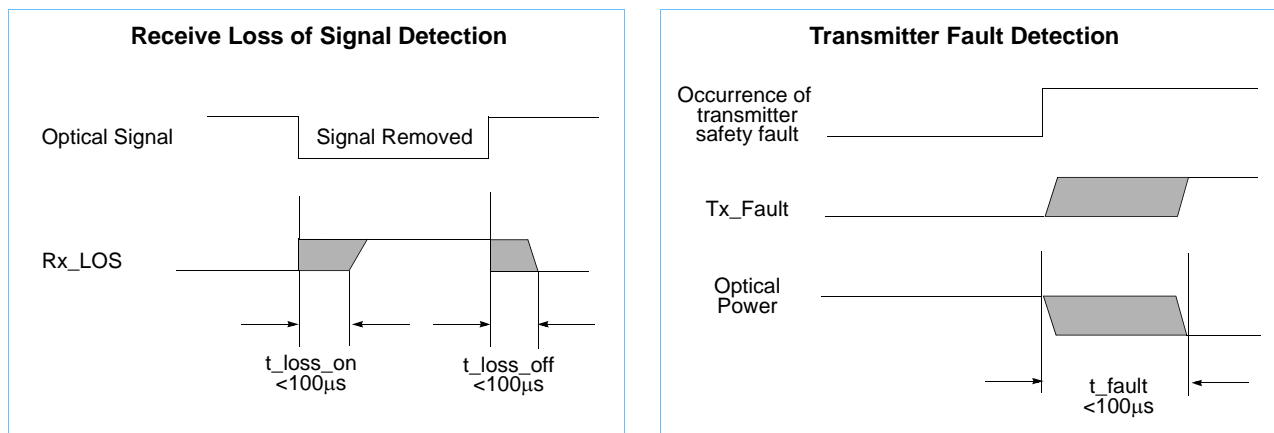 Receive Loss of Signal Detection
Optical Signal
Signal Removed
Rx_LOS
t_loss_on
<100μs
t_loss_off
<100μs
Transmitter Fault Detection
Occurrence of
transmitter
safety fault
Tx_Fault
Optical
Power
t_fault
<100μs